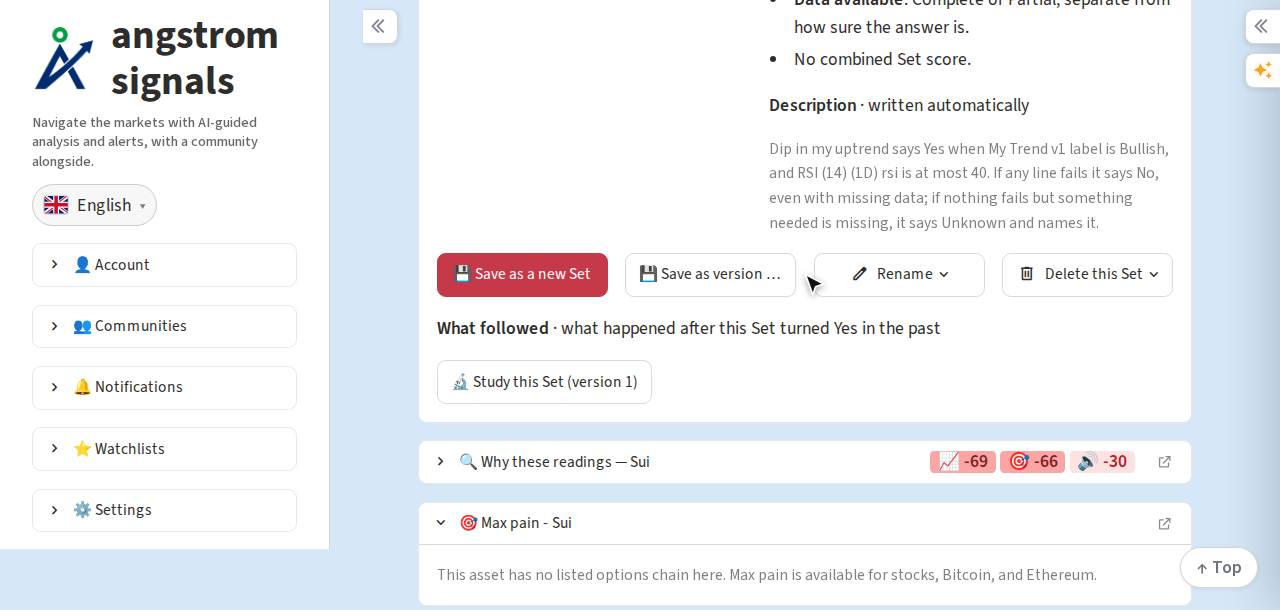 angstrom
signals
Navigate the markets with AI-guided
analysis and alerts, with a community
alongside.
English
Account
Communities
Notifications
Watchlists
Settings
Data available: Complete or Partial, separate from
how sure the answer is.
No combined Set score.
Description · written automatically
Dip in my uptrend says Yes when My Trend v1 label is Bullish,
and RSI (14) (1D) rsi is at most 40. If any line fails it says No,
even with missing data; if nothing fails but something
needed is missing, it says Unknown and names it.
Save as a new Set
Save as version …
Rename
Delete this Set
What followed · what happened after this Set turned Yes in the past
Study this Set (version 1)
Why these readings — Sui
-69
-66
-30
Max pain - Sui
This asset has no listed options chain here. Max pain is available for stocks, Bitcoin, and Ethereum.
↑ Top